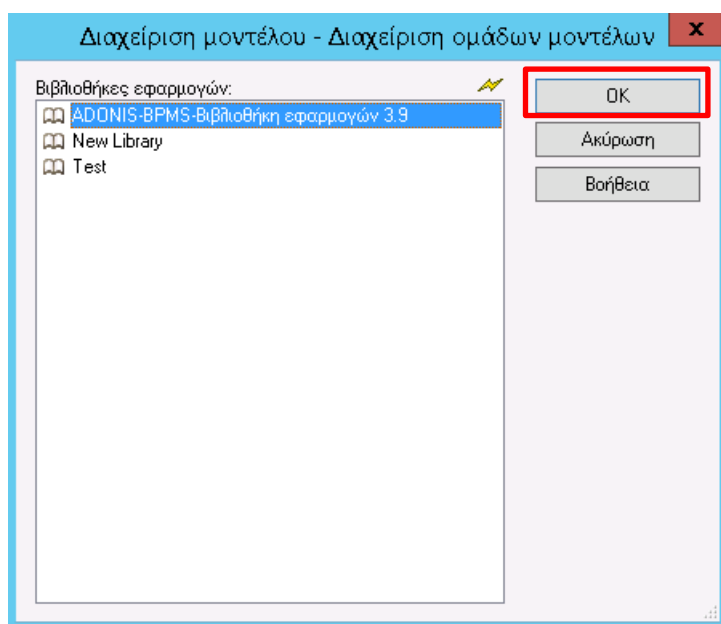 Διαχείριση μοντέλου - Διαχείριση ομάδων μοντέλων x
Βιβλιοθήκες εφαρμογών:
ADONIS-BPMS-Βιβλιοθήκη εφαρμογών 3.9
New Library
Test
OK
Ακύρωση
Βοήθεια